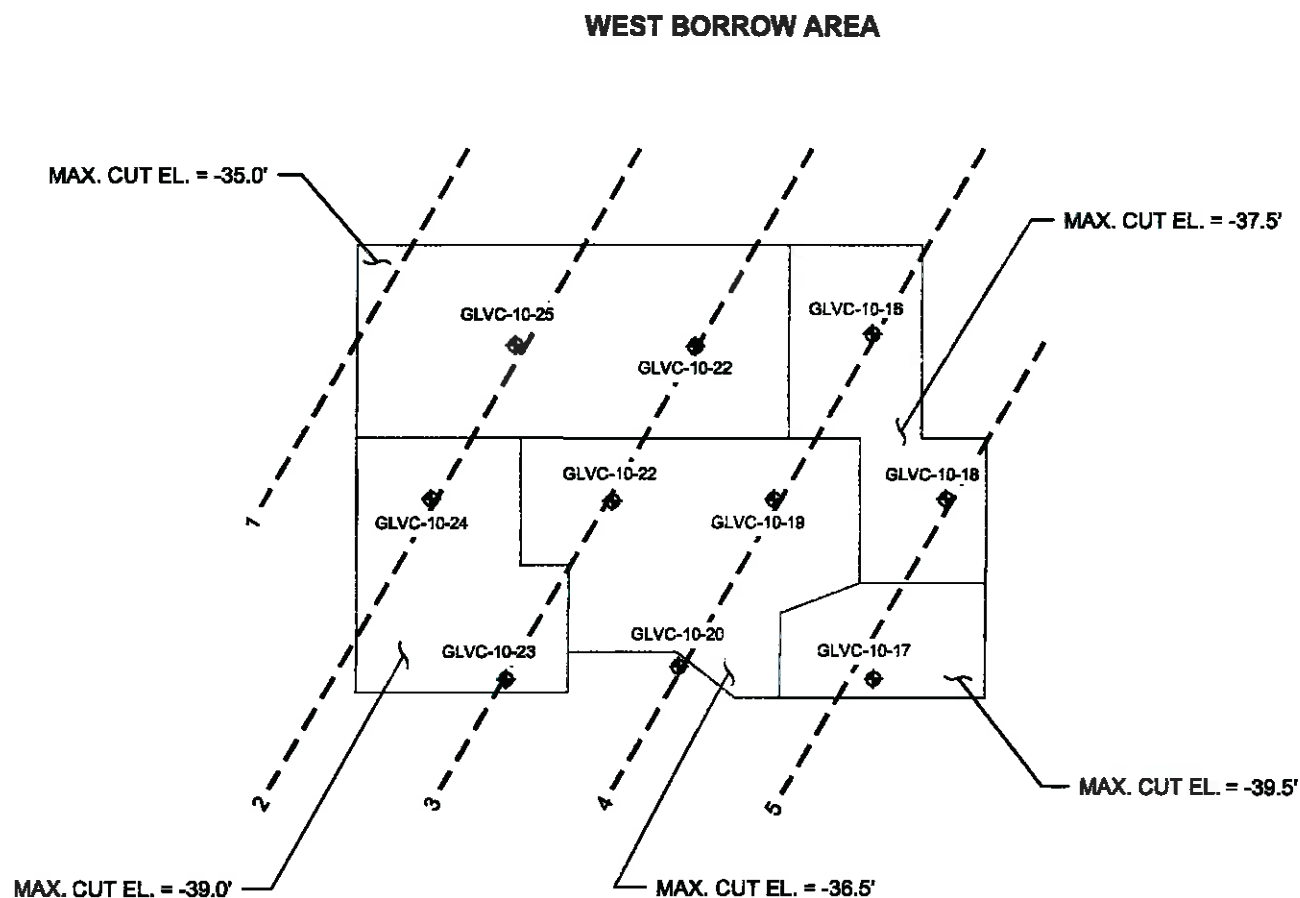 WEST BORROW AREA
MAX. CUT EL. = -35.0'
MAX. CUT EL. = -37.5'
GLVC-10-16
GLVC-10-25
GLVC-10-22
GLVC-10-22
GLVC-10-18
GLVC-10-24
GLVC-10-19
1
GLVC-10-20
GLVC-10-23
GLVC-10-17
2
3
4
5
MAX. CUT EL. = -39.5'
MAX. CUT EL. = -39.0'
MAX. CUT EL. = -36.5'